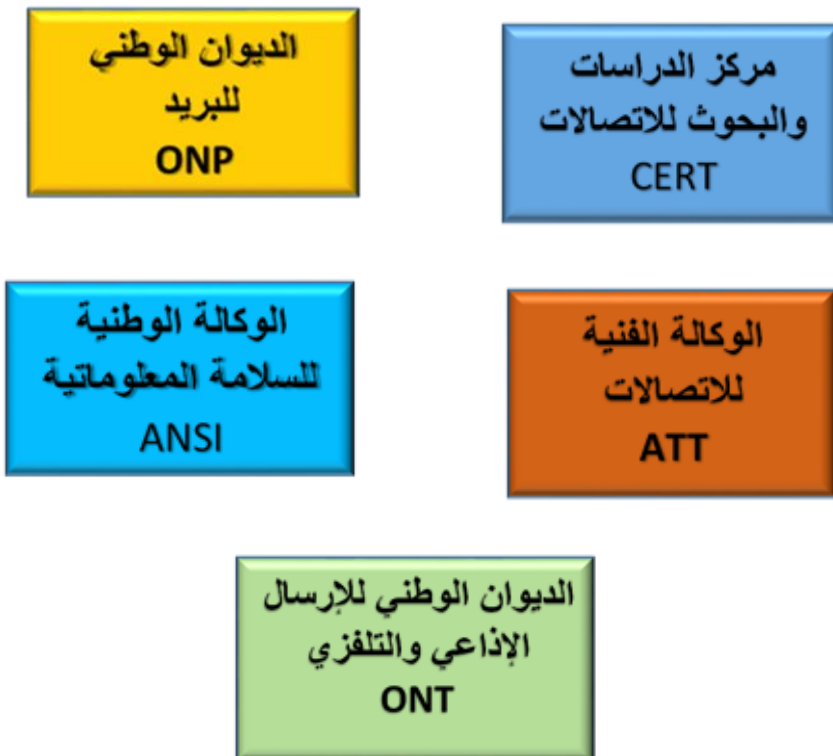 مركز الدراسات
والبحوث للاتصالات
CERT
الديوان الوطني
للبريد
ONP
الوكالة الفنية
للاتصالات
ATT
الوكالة الوطنية
للسلامة المعلوماتية
ANSI
الديوان الوطني للإرسال
الإذاعي والتلفزي
ONT